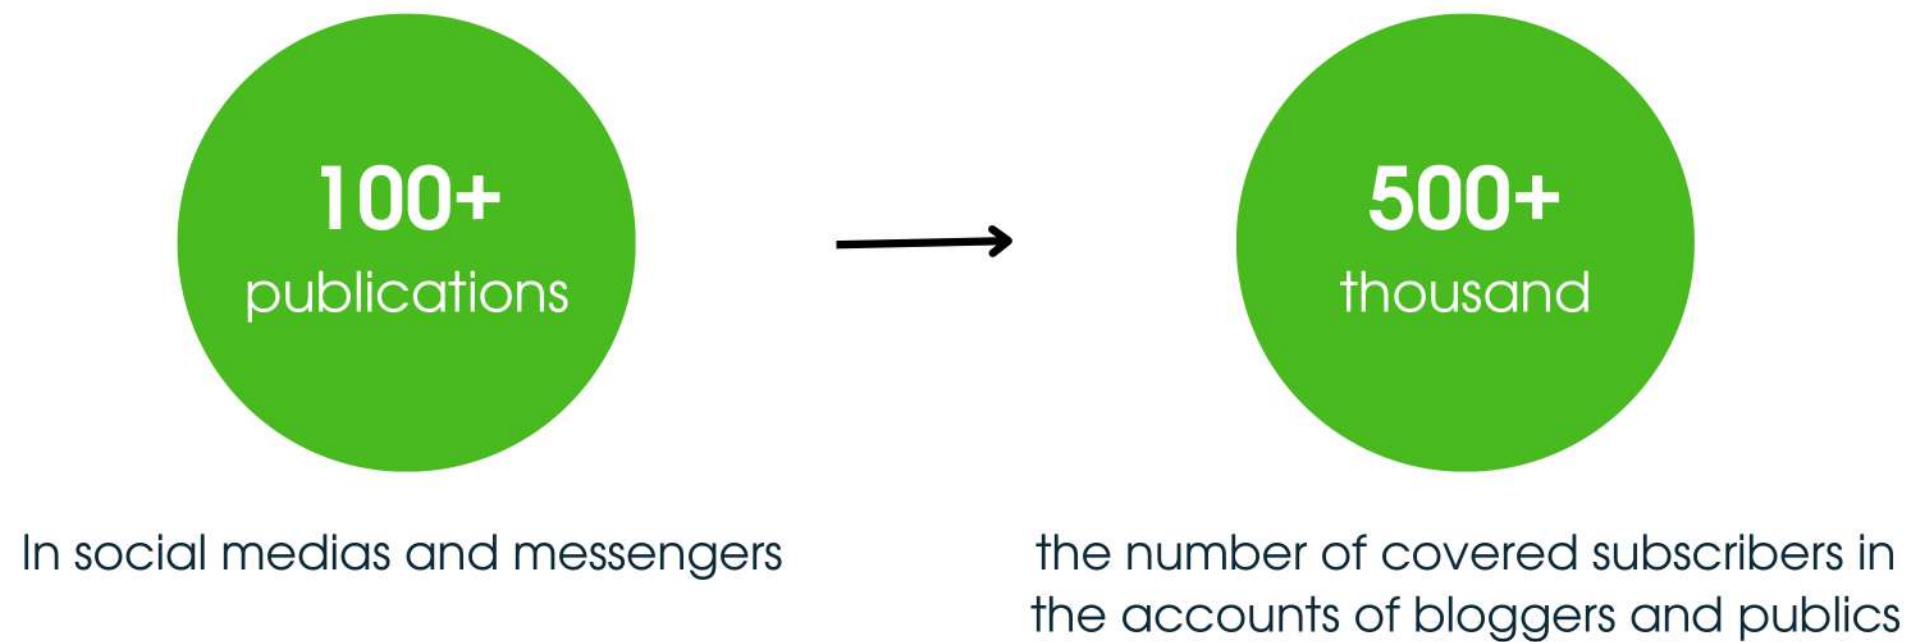 100+
publications
In social medias and messengers
500+
thousand
the number of covered subscribers in
the accounts of bloggers and publics